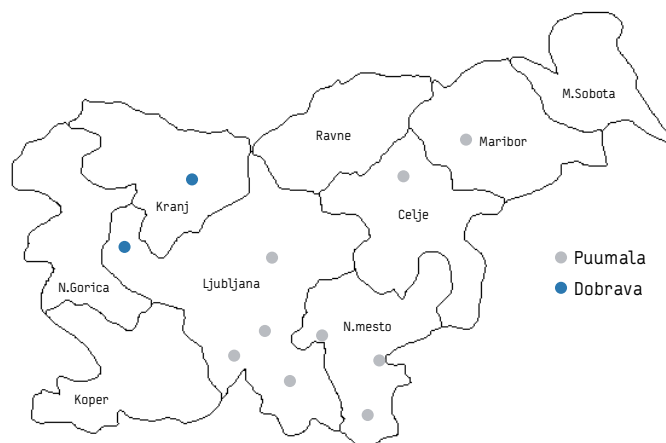 M.Sobota
Ravne
Maribor
Kranj
Celje
Puumala
Ljubljana
N.Gorica
Dobrava
N.mesto
Koper